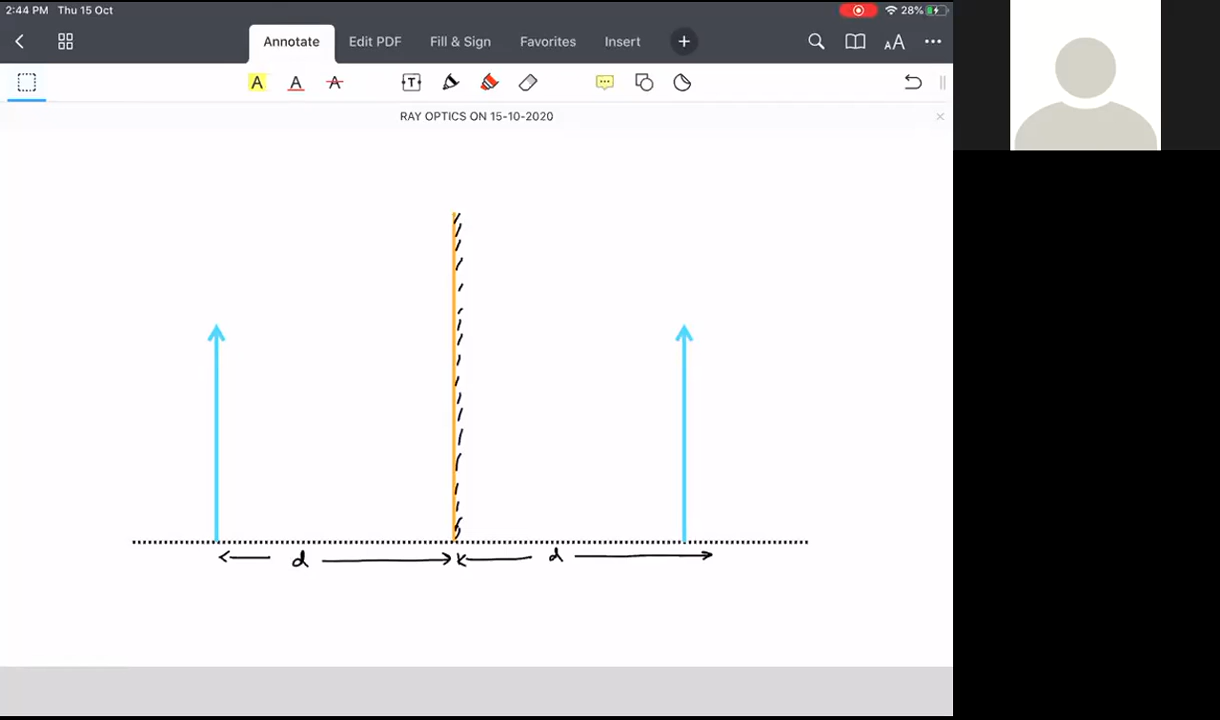 2:44 PM Thu 15 Oct 28%
Annotate Edit PDF Fill & Sign Favorites Insert
A A A T AA
RAY OPTICS ON 15-10-2020
d d